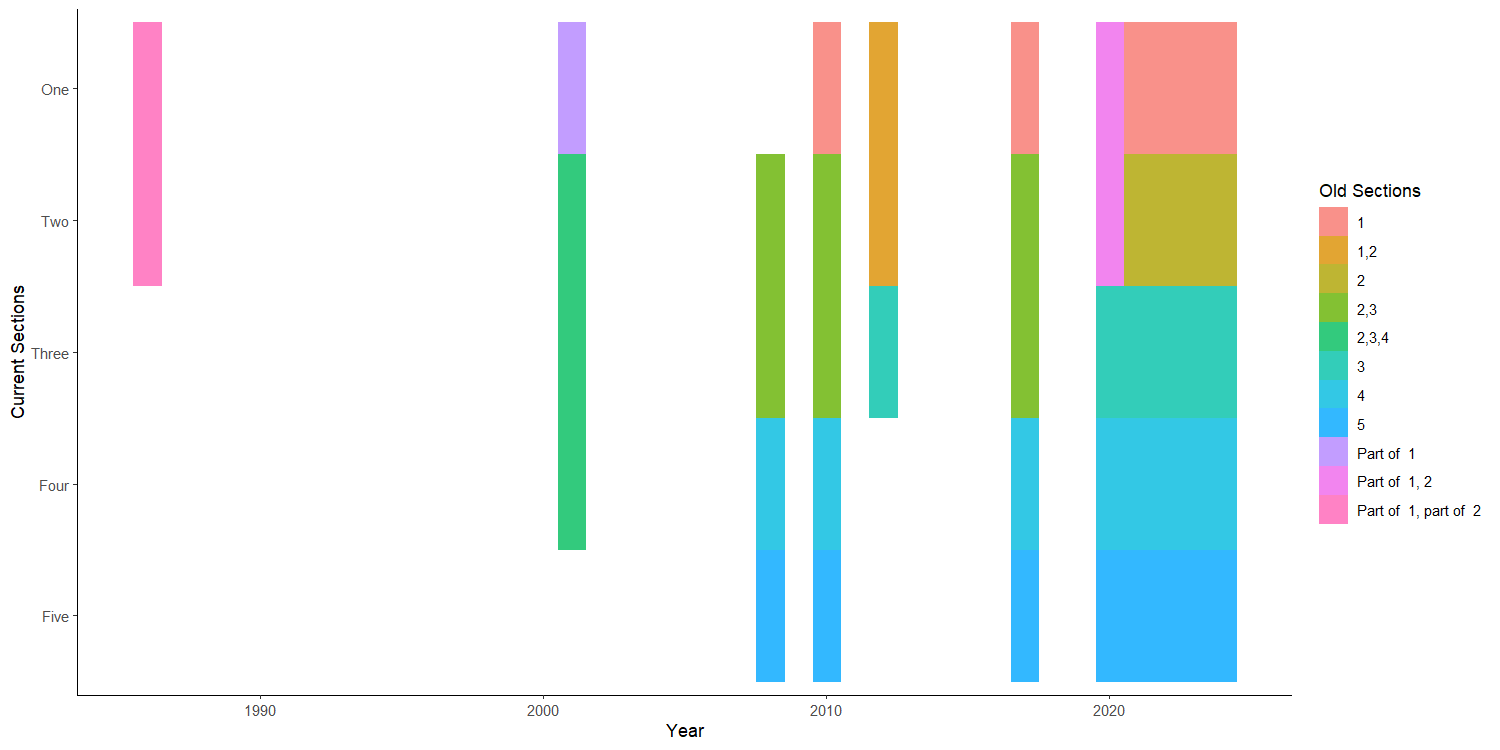 Current Sections
One
Two
Three
Four
Five
1990
2000
2010
2020
Year
Old Sections
1
1,2
2
2,3
2,3,4
3
4
5
Part of  1
Part of  1, 2
Part of  1, part of  2